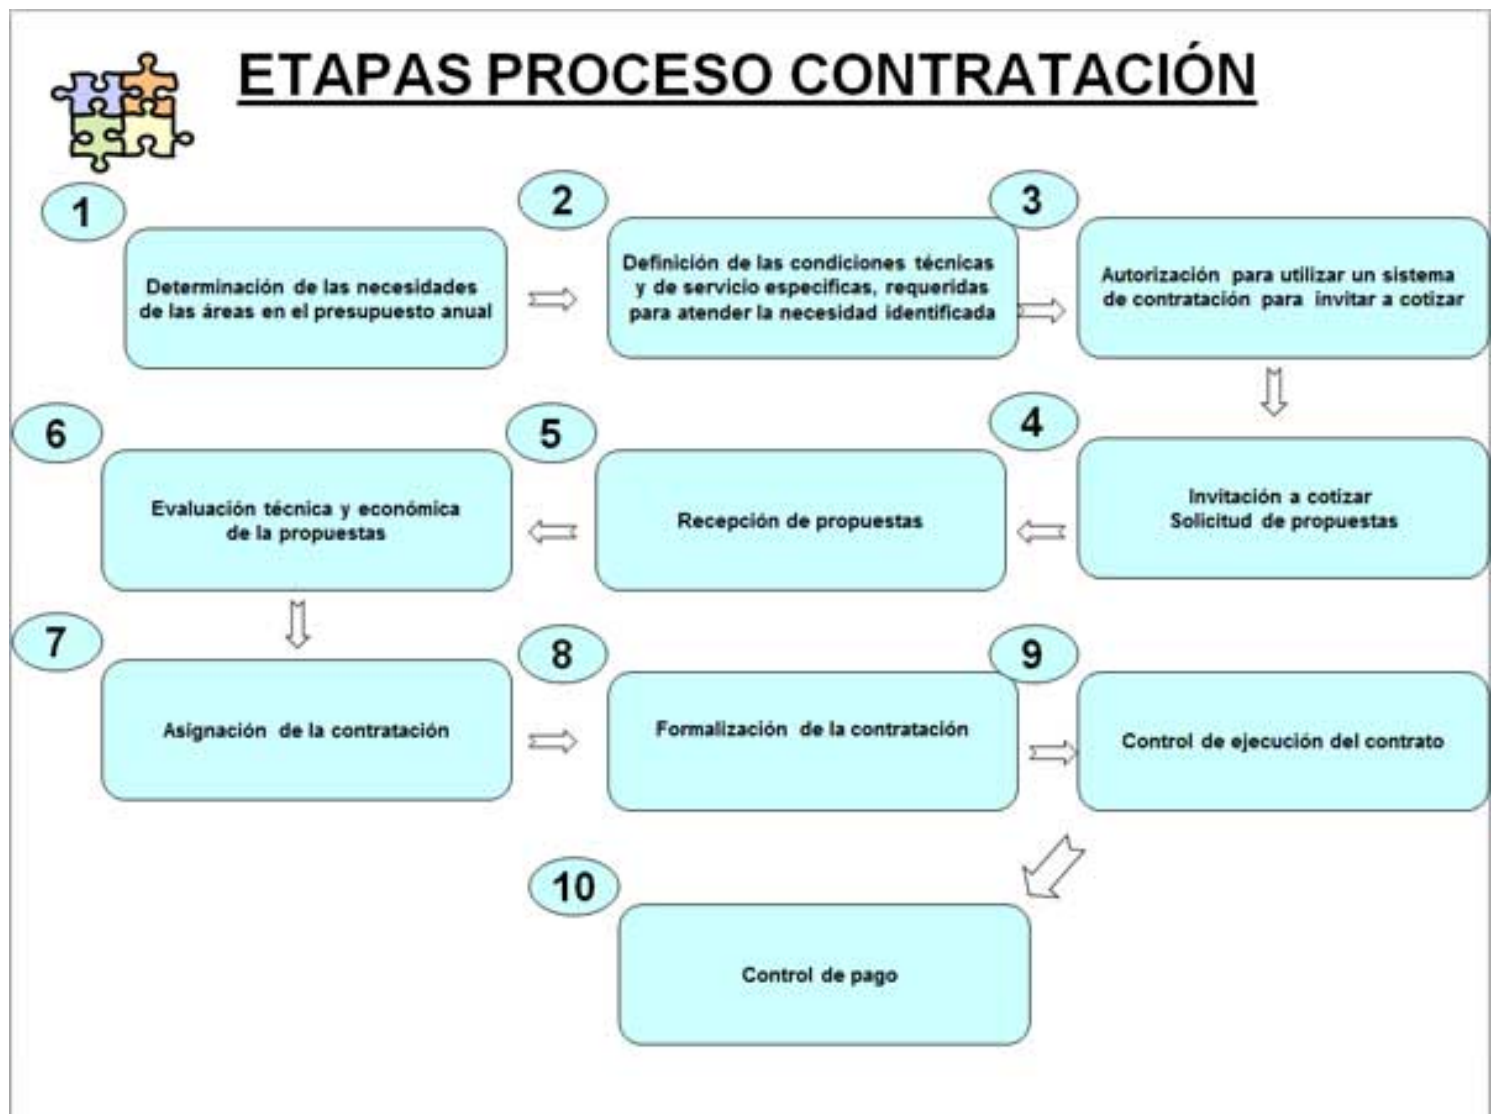 ETAPAS PROCESO CONTRATACIÓN
1
Determinación de las necesidades
de las áreas en el presupuesto anual
2
Definición de las condiciones técnicas
y de servicio especificas, requeridas
para atender la necesidad identificada
3
Autorización para utilizar un sistema
de contratación para invitar a cotizar
4
Invitación a cotizar
Solicitud de propuestas
5
Recepción de propuestas
6
Evaluación técnica y económica
de la propuestas
7
Asignación de la contratación
8
Formalización de la contratación
9
Control de ejecución del contrato
10
Control de pago